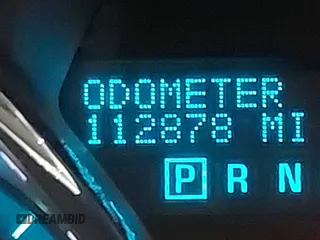 ODOMETER
112878 MI
P R N
DREAMBID